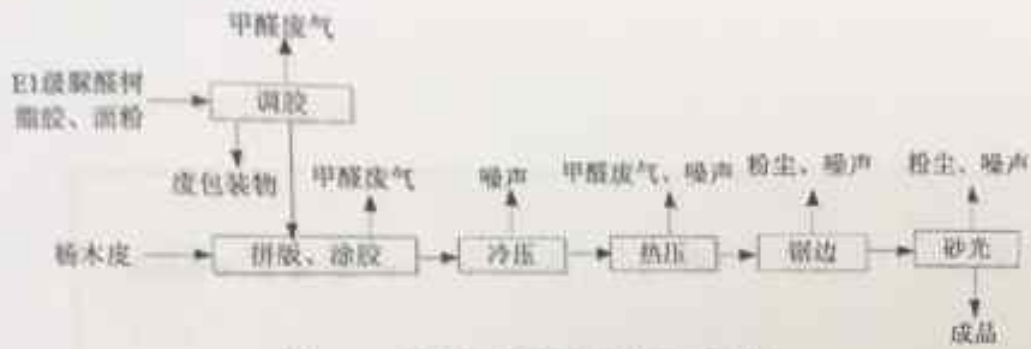 甲醛废气
E1级脲醛树
脂胶、面粉
调胶
废包装物
甲醛废气
噪声
甲醛废气、噪声
粉尘、噪声
粉尘、噪声
杨木皮
拼版、涂胶
冷压
热压
锯边
砂光
成品